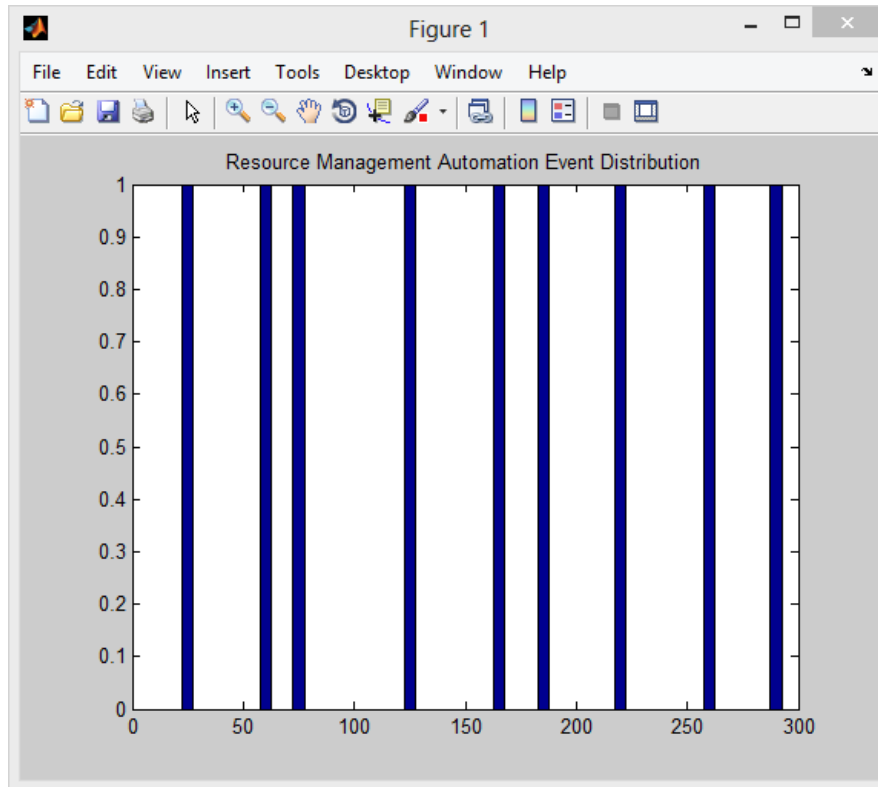 Figure 1
File Edit View Insert Tools Desktop Window Help
Resource Management Automation Event Distribution
1
0.9
0.8
0.7
0.6
0.5
0.4
0.3
0.2
0.1
0
0 50 100 150 200 250 300